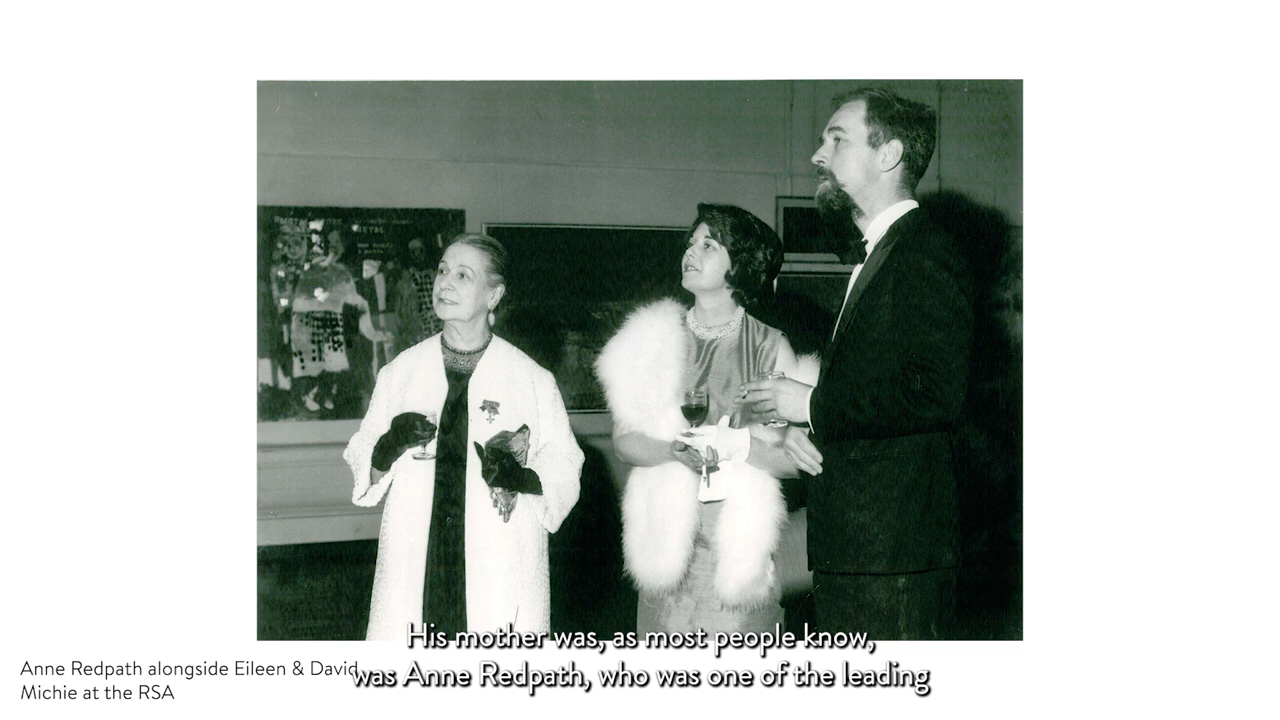 His mother was, as most people know,
was Anne Redpath, who was one of the leading
Anne Redpath alongside Eileen & David
Michie at the RSA